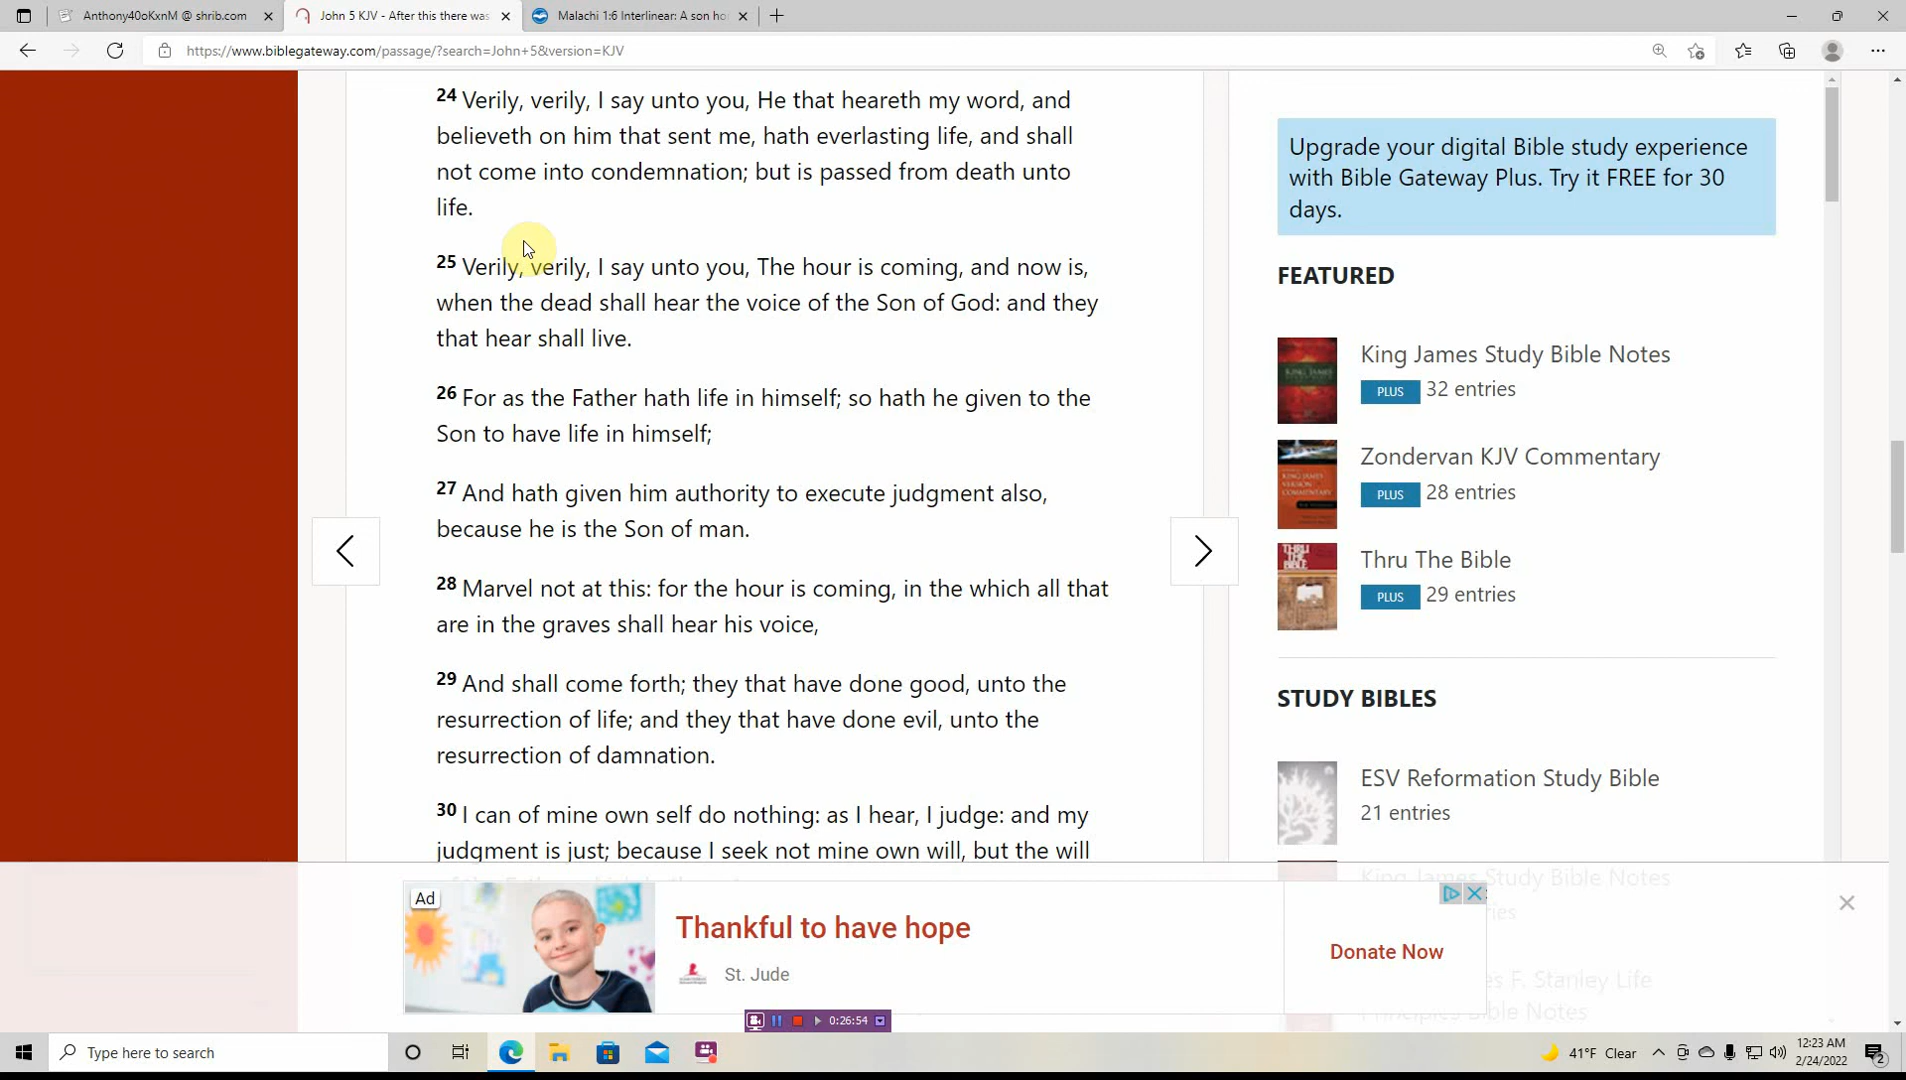 Anthony40oKxnM @ shrib.com
John 5 KJV - After this there was
Malachi 1:6 Interlinear: A son ho
https://www.biblegateway.com/passage/?search=John+5&version=KJV
24 Verily, verily, I say unto you, He that heareth my word, and
believeth on him that sent me, hath everlasting life, and shall
not come into condemnation; but is passed from death unto
life.
25 Verily, verily, I say unto you, The hour is coming, and now is,
when the dead shall hear the voice of the Son of God: and they
that hear shall live.
26 For as the Father hath life in himself; so hath he given to the
Son to have life in himself;
27 And hath given him authority to execute judgment also,
because he is the Son of man.
28 Marvel not at this: for the hour is coming, in the which all that
are in the graves shall hear his voice,
29 And shall come forth; they that have done good, unto the
resurrection of life; and they that have done evil, unto the
resurrection of damnation.
30 I can of mine own self do nothing: as I hear, I judge: and my
judgment is just; because I seek not mine own will, but the will
Upgrade your digital Bible study experience
with Bible Gateway Plus. Try it FREE for 30
days.
FEATURED
King James Study Bible Notes
PLUS 32 entries
Zondervan KJV Commentary
PLUS 28 entries
Thru The Bible
PLUS 29 entries
STUDY BIBLES
ESV Reformation Study Bible
21 entries
King James Study Bible Notes
F. Stanley Life
Principles Bible Notes
Ad
Thankful to have hope
St. Jude
Donate Now
0:26:54
Type here to search
41°F Clear
12:23 AM
2/24/2022
2